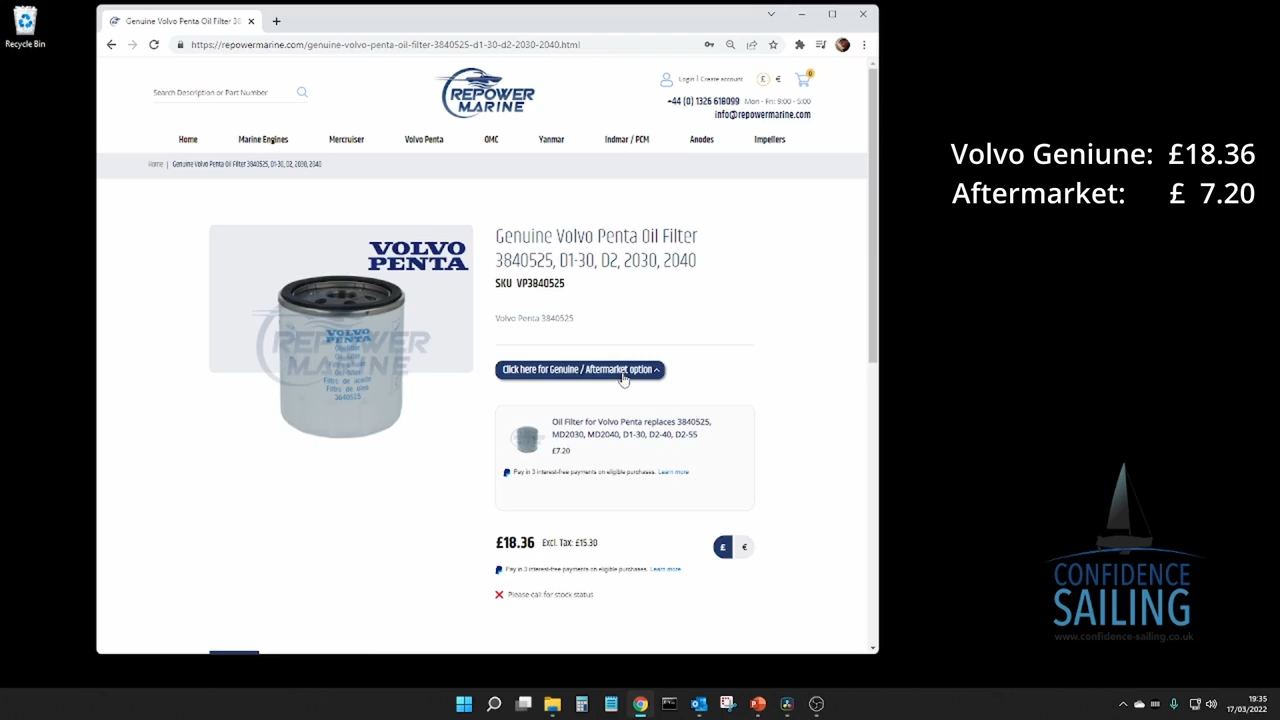 Recycle Bin
Genuine Volvo Penta Oil Filter 38
https://repowermarine.com/genuine-volvo-penta-oil-filter-3840525-d1-30-d2-2030-2040.html
Search Description or Part Number
REPOWER
MARINE
Login | Create account
£ €
0
+44 (0) 1326 618099 Mon - Fri: 9:00 - 5:00
info@repowermarine.com
Home Marine Engines Mercruiser Volvo Penta OMC Yanmar Indmar / PCM Anodes Impellers
Home | Genuine Volvo Penta Oil Filter 3840525, D1-30, D2, 2030, 2040
VOLVO
PENTA
REPOWER
MARINE
VOLVO
PENTA
3840525
Genuine Volvo Penta Oil Filter
3840525, D1-30, D2, 2030, 2040
SKU VP3840525
Volvo Penta 3840525
Click here for Genuine / Aftermarket option
Oil Filter for Volvo Penta replaces 3840525,
MD2030, MD2040, D1-30, D2-40, D2-55
£7.20
Pay in 3 interest-free payments on eligible purchases. Learn more
£18.36 Excl. Tax: £15.30
£ €
Pay in 3 interest-free payments on eligible purchases. Learn more
Please call for stock status
Volvo Geniune: £18.36
Aftermarket: £ 7.20
CONFIDENCE
SAILING
www.confidence-sailing.co.uk
19:35
17/03/2022